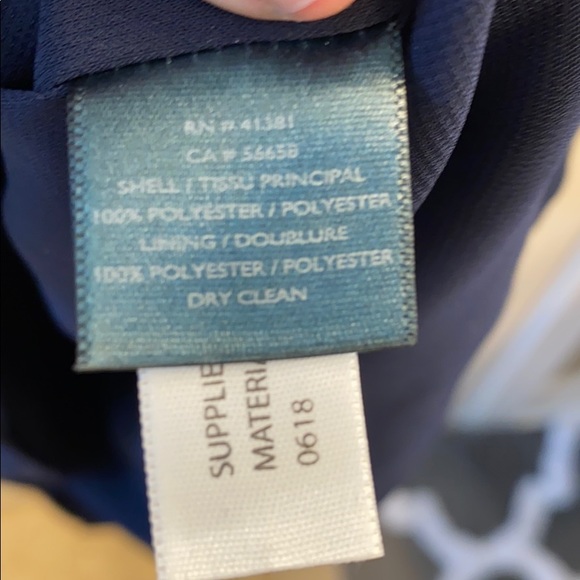 RN # 41381
CA # 56658
SHELL / TISSU PRINCIPAL
100% POLYESTER / POLYESTER
LINING / DOUBLURE
100% POLYESTER / POLYESTER
DRY CLEAN
SUPPLIE
MATERIA
0618